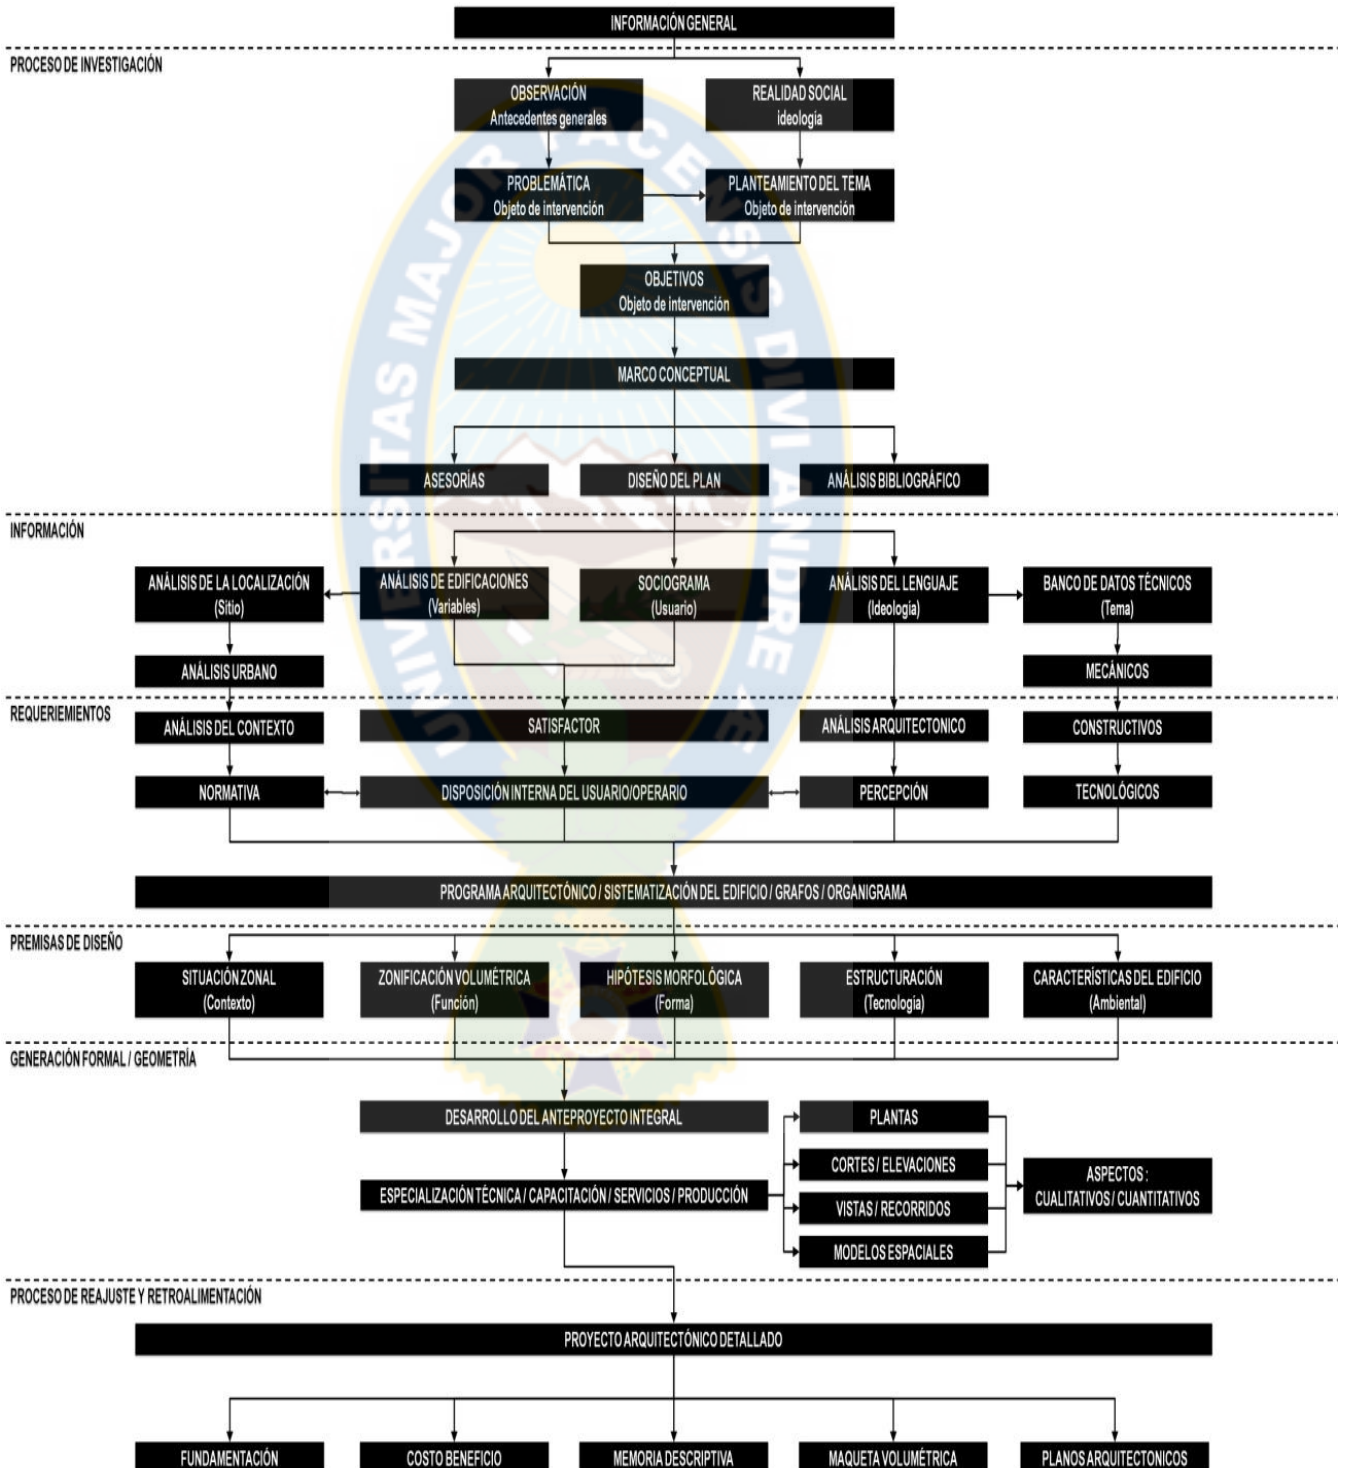 INFORMACIÓN GENERAL
PROCESO DE INVESTIGACIÓN
OBSERVACIÓN
Antecedentes generales
REALIDAD SOCIAL
ideología
PROBLEMÁTICA
Objeto de intervención
PLANTEAMIENTO DEL TEMA
Objeto de intervención
OBJETIVOS
Objeto de intervención
MARCO CONCEPTUAL
ASESORÍAS
DISEÑO DEL PLAN
ANÁLISIS BIBLIOGRÁFICO
INFORMACIÓN
ANÁLISIS DE LA LOCALIZACIÓN
(Sitio)
ANÁLISIS DE EDIFICACIONES
(Variables)
SOCIOGRAMA
(Usuario)
ANÁLISIS DEL LENGUAJE
(Ideología)
BANCO DE DATOS TÉCNICOS
(Tema)
ANÁLISIS URBANO
MECÁNICOS
REQUERIEMIENTOS
ANÁLISIS DEL CONTEXTO
SATISFACTOR
ANÁLISIS ARQUITECTONICO
CONSTRUCTIVOS
NORMATIVA
DISPOSICIÓN INTERNA DEL USUARIO/OPERARIO
PERCEPCIÓN
TECNOLÓGICOS
PROGRAMA ARQUITECTÓNICO / SISTEMATIZACIÓN DEL EDIFICIO / GRAFOS / ORGANIGRAMA
PREMISAS DE DISEÑO
SITUACIÓN ZONAL
(Contexto)
ZONIFICACIÓN VOLUMÉTRICA
(Función)
HIPÓTESIS MORFOLÓGICA
(Forma)
ESTRUCTURACIÓN
(Tecnología)
CARACTERÍSTICAS DEL EDIFICIO
(Ambiental)
GENERACIÓN FORMAL / GEOMETRÍA
DESARROLLO DEL ANTEPROYECTO INTEGRAL
PLANTAS
CORTES / ELEVACIONES
ASPECTOS :
CUALITATIVOS / CUANTITATIVOS
ESPECIALIZACIÓN TÉCNICA / CAPACITACIÓN / SERVICIOS / PRODUCCIÓN
VISTAS / RECORRIDOS
MODELOS ESPACIALES
PROCESO DE REAJUSTE Y RETROALIMENTACIÓN
PROYECTO ARQUITECTÓNICO DETALLADO
FUNDAMENTACIÓN
COSTO BENEFICIO
MEMORIA DESCRIPTIVA
MAQUETA VOLUMÉTRICA
PLANOS ARQUITECTONICOS
UNIVERSITAS MAJOR PACENSIS DIVI ANDRE Æ